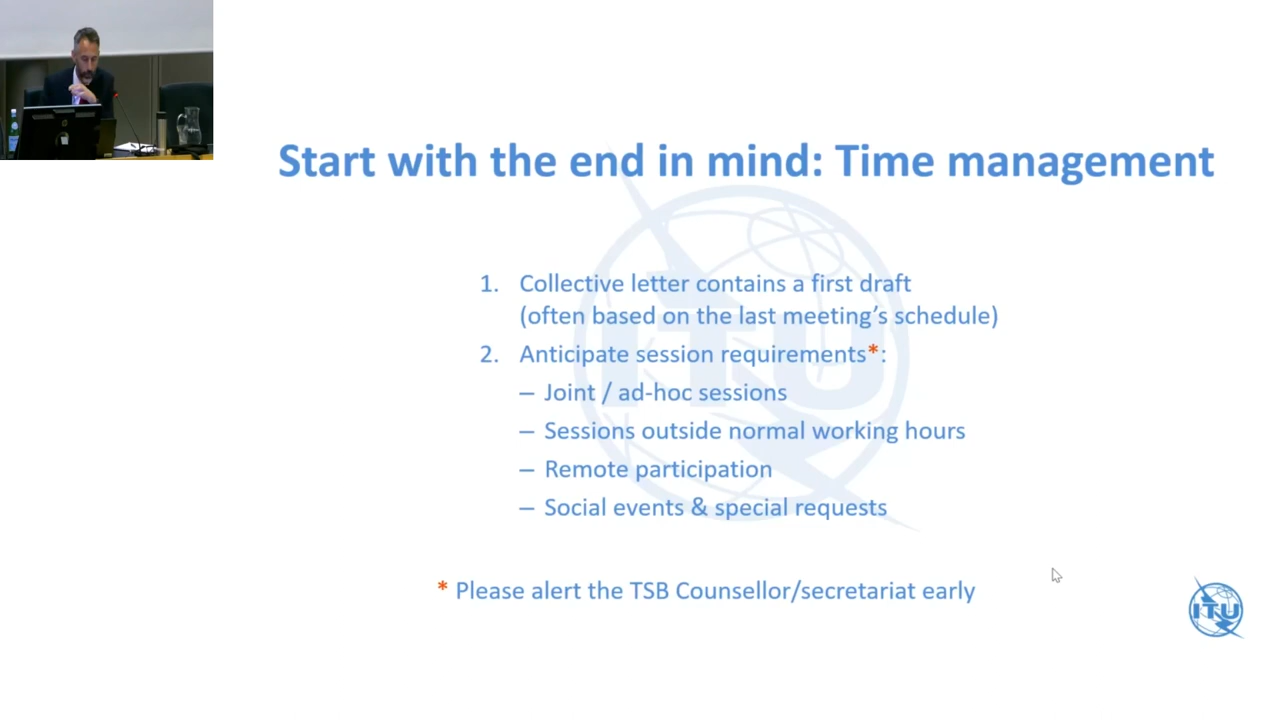 Start with the end in mind: Time management
1. Collective letter contains a first draft
(often based on the last meeting’s schedule)
2. Anticipate session requirements*:
– Joint / ad-hoc sessions
– Sessions outside normal working hours
– Remote participation
– Social events & special requests
* Please alert the TSB Counsellor/secretariat early
ITU
ITU